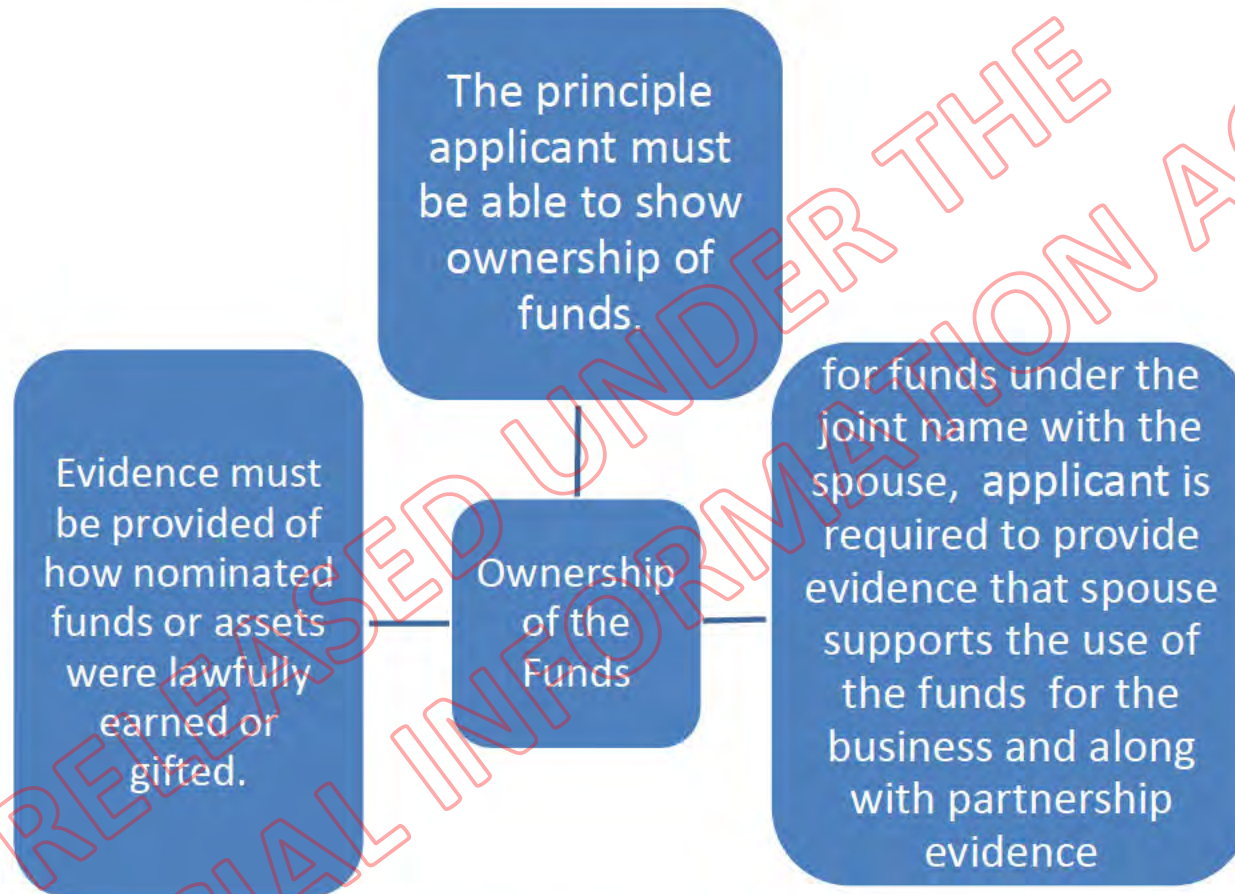 The principle
applicant must
be able to show
ownership of
funds.
Evidence must
be provided of
how nominated
funds or assets
were lawfully
earned or
gifted.
Ownership
of the
Funds
for funds under the
joint name with the
spouse, applicant is
required to provide
evidence that spouse
supports the use of
the funds for the
business and along
with partnership
evidence
RELEASED UNDER THE
INFORMATION